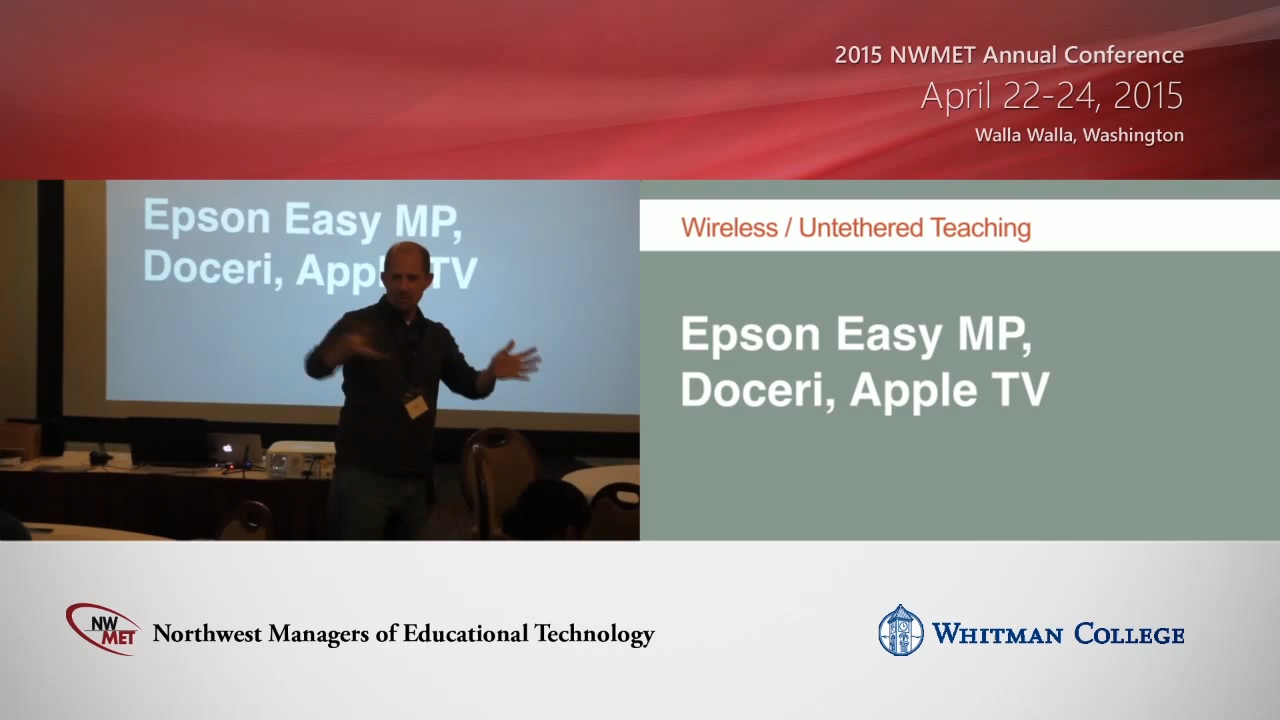 2015 NWMET Annual Conference
April 22-24, 2015
Walla Walla, Washington
Epson Easy MP,
Doceri, Apple TV
Wireless / Untethered Teaching
Epson Easy MP,
Doceri, Apple TV
NW
MET
Northwest Managers of Educational Technology
WHITMAN COLLEGE